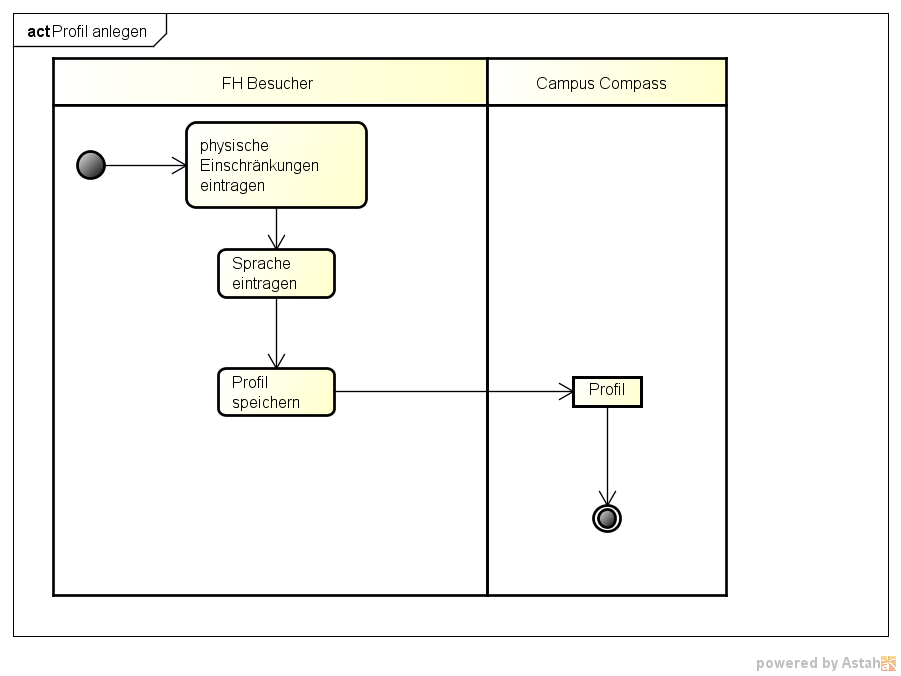 act Profil anlegen
FH Besucher
Campus Compass
physische
Einschränkungen
eintragen
Sprache
eintragen
Profil
speichern
Profil
powered by Astah